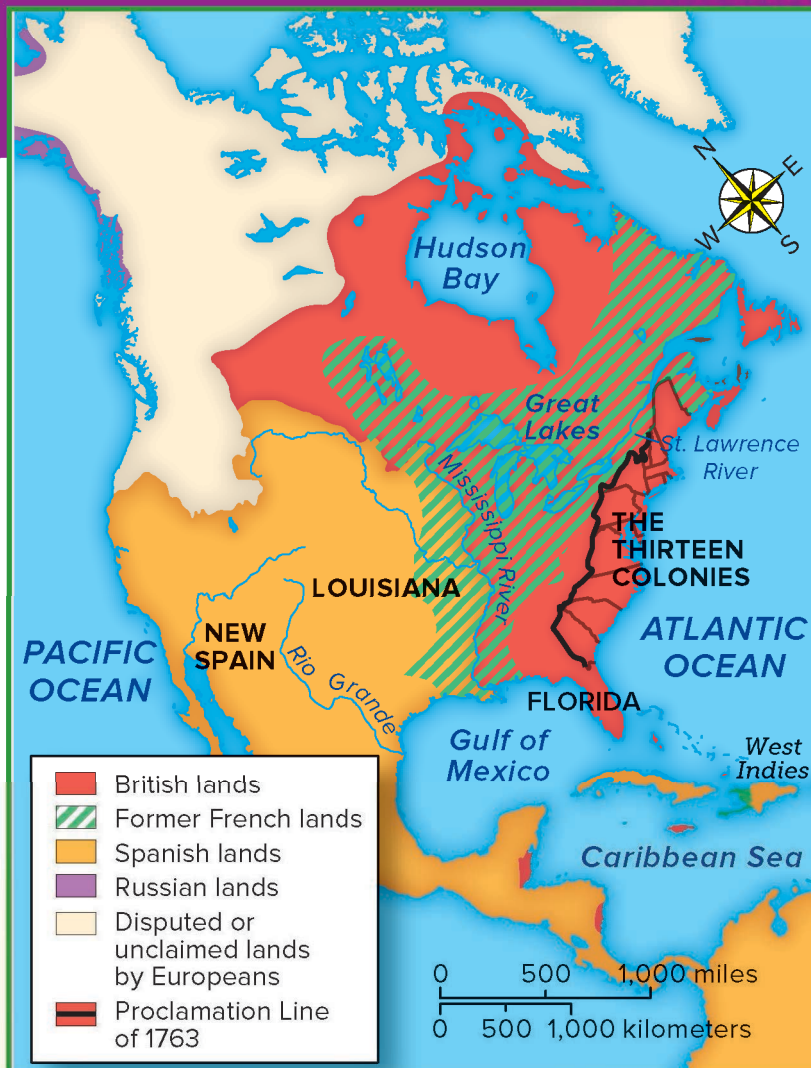 N
E
W
S
Hudson
Bay
Great
Lakes
St. Lawrence
River
Mississippi River
THE
THIRTEEN
COLONIES
LOUISIANA
NEW
SPAIN
Rio Grande
PACIFIC
OCEAN
ATLANTIC
OCEAN
FLORIDA
Gulf of
Mexico
West
Indies
Caribbean Sea
British lands
Former French lands
Spanish lands
Russian lands
Disputed or
unclaimed lands
by Europeans
Proclamation Line
of 1763
0 500 1,000 miles
0 500 1,000 kilometers